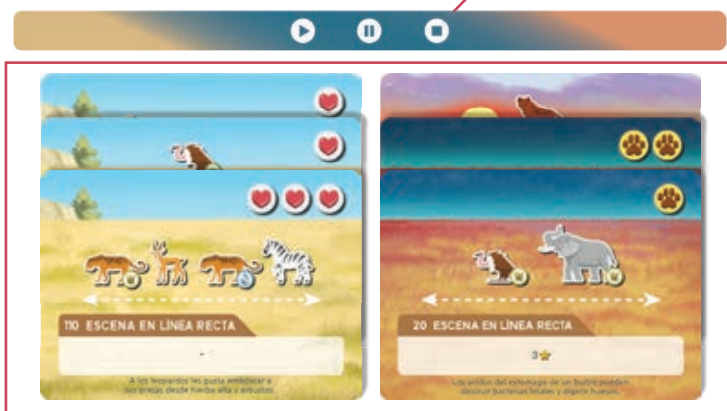 110 ESCENA EN LÍNEA RECTA
-
A los leopardos les gusta emboscar a
sus presas desde hierba alta y arbustos.
20 ESCENA EN LÍNEA RECTA
3
Los ácidos del estómago de un buitre pueden
destruir bacterias letales y digerir huesos.